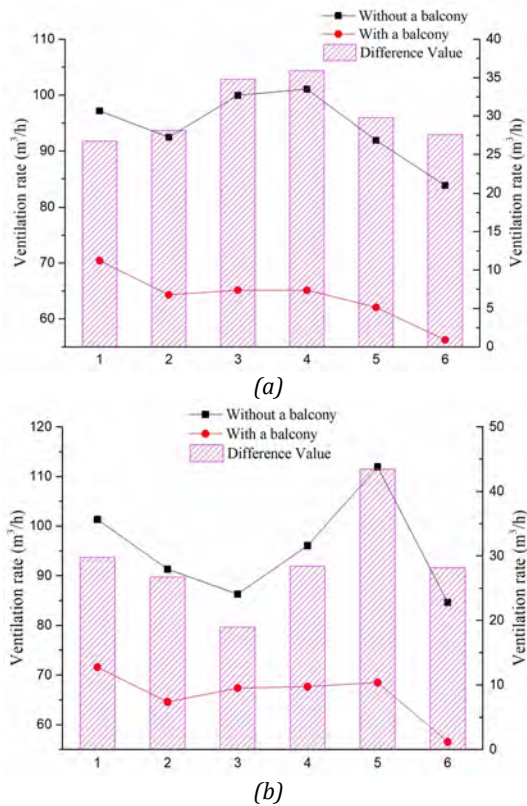 Without a balcony
With a balcony
Difference Value
Ventilation rate (m³/h)
110
100
90
80
70
60
40
35
30
25
20
15
10
5
0
Ventilation rate (m³/h)
1 2 3 4 5 6
(a)
Without a balcony
With a balcony
Difference Value
Ventilation rate (m³/h)
120
110
100
90
80
70
60
50
40
30
20
10
0
Ventilation rate (m³/h)
1 2 3 4 5 6
(b)